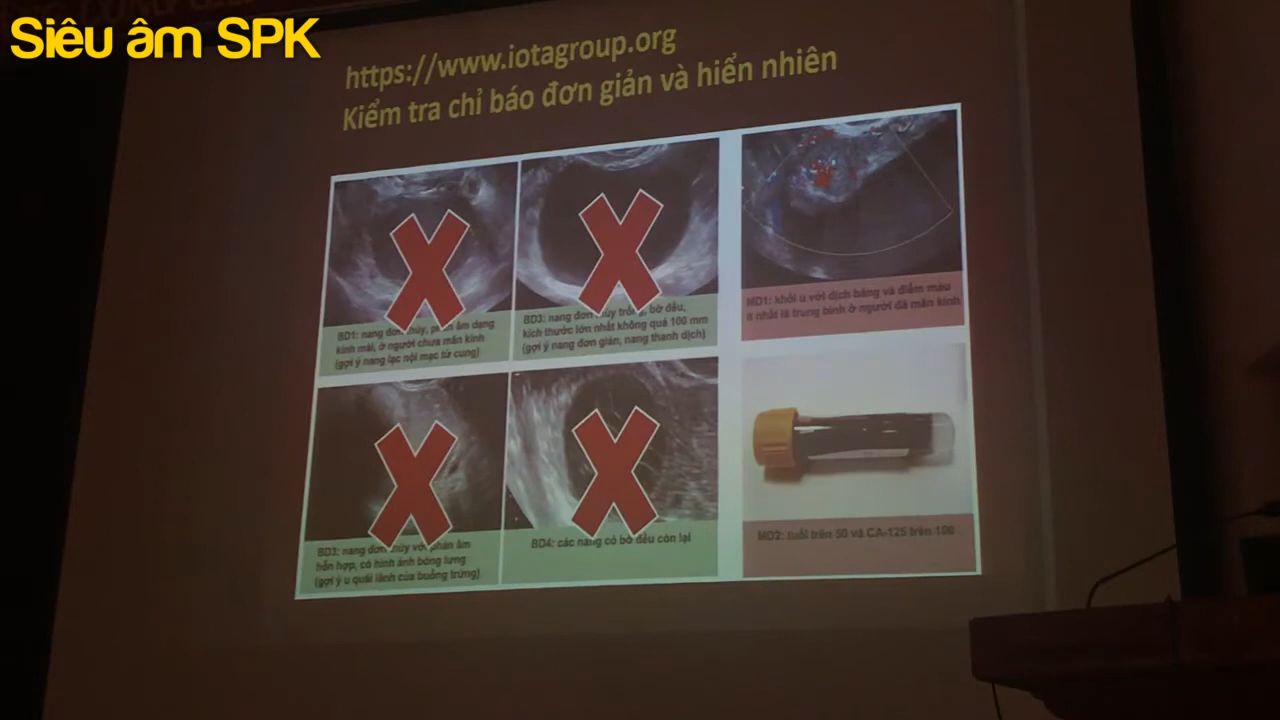 Siêu âm SPK
https://www.iotagroup.org
Kiểm tra chỉ báo đơn giản và hiển nhiên
BD1: nang đơn thùy, phản âm dạng
kính mài, ở người chưa mãn kinh
(gợi ý nang lạc nội mạc tử cung)
BD3: nang đơn thùy trống, bờ đều,
kích thước lớn nhất không quá 100 mm
(gợi ý nang đơn giản, nang thanh dịch)
MD1: khối u với dịch báng và điểm màu
ít nhất là trung bình ở người đã mãn kinh
BD3: nang đơn thùy với phản âm
hỗn hợp, có hình ảnh bóng lưng
(gợi ý u quái lành của buồng trứng)
BD4: các nang có bờ đều còn lại
MD2: tuổi trên 50 và CA-125 trên 100